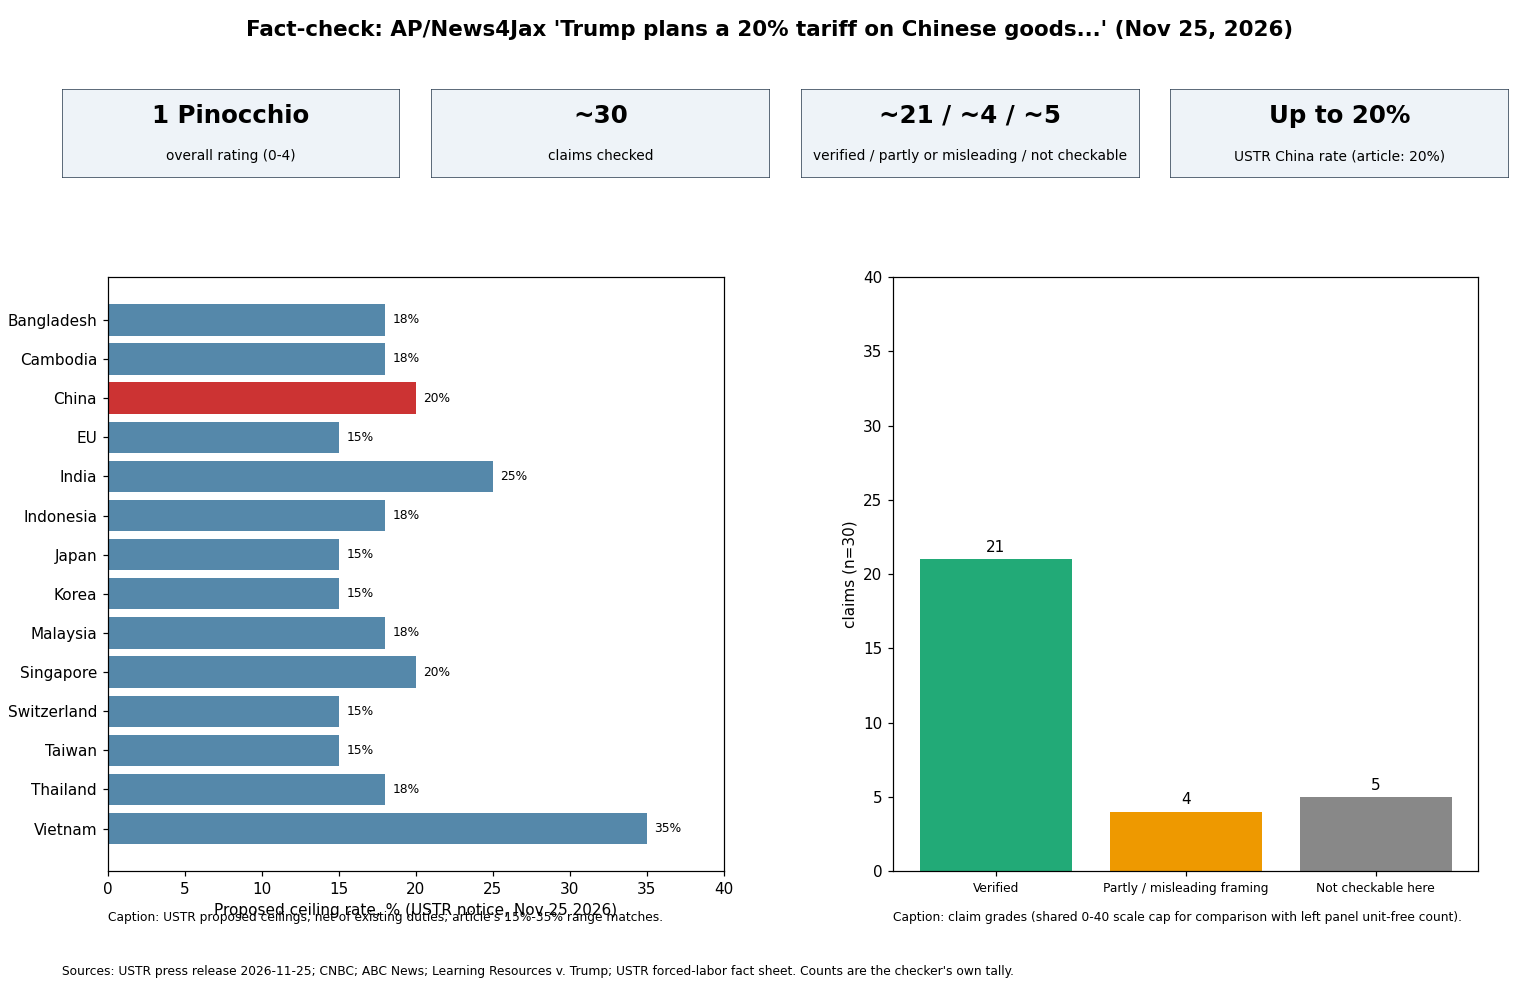 Fact-check: AP/News4Jax 'Trump plans a 20% tariff on Chinese goods...' (Nov 25, 2026)
1 Pinocchio
overall rating (0-4)
~30
claims checked
~21 / ~4 / ~5
verified / partly or misleading / not checkable
Up to 20%
USTR China rate (article: 20%)
Bangladesh
18%
Cambodia
18%
China
20%
EU
15%
India
25%
Indonesia
18%
Japan
15%
Korea
15%
Malaysia
18%
Singapore
20%
Switzerland
15%
Taiwan
15%
Thailand
18%
Vietnam
35%
0 5 10 15 20 25 30 35 40
Proposed ceiling rate, % (USTR notice, Nov 25 2026)
Caption: USTR proposed ceilings, net of existing duties; article's 15%-35% range matches.
40
35
30
25
20
15
10
5
0
claims (n=30)
21
4
5
Verified
Partly / misleading framing
Not checkable here
Caption: claim grades (shared 0-40 scale cap for comparison with left panel unit-free count).
Sources: USTR press release 2026-11-25; CNBC; ABC News; Learning Resources v. Trump; USTR forced-labor fact sheet. Counts are the checker's own tally.